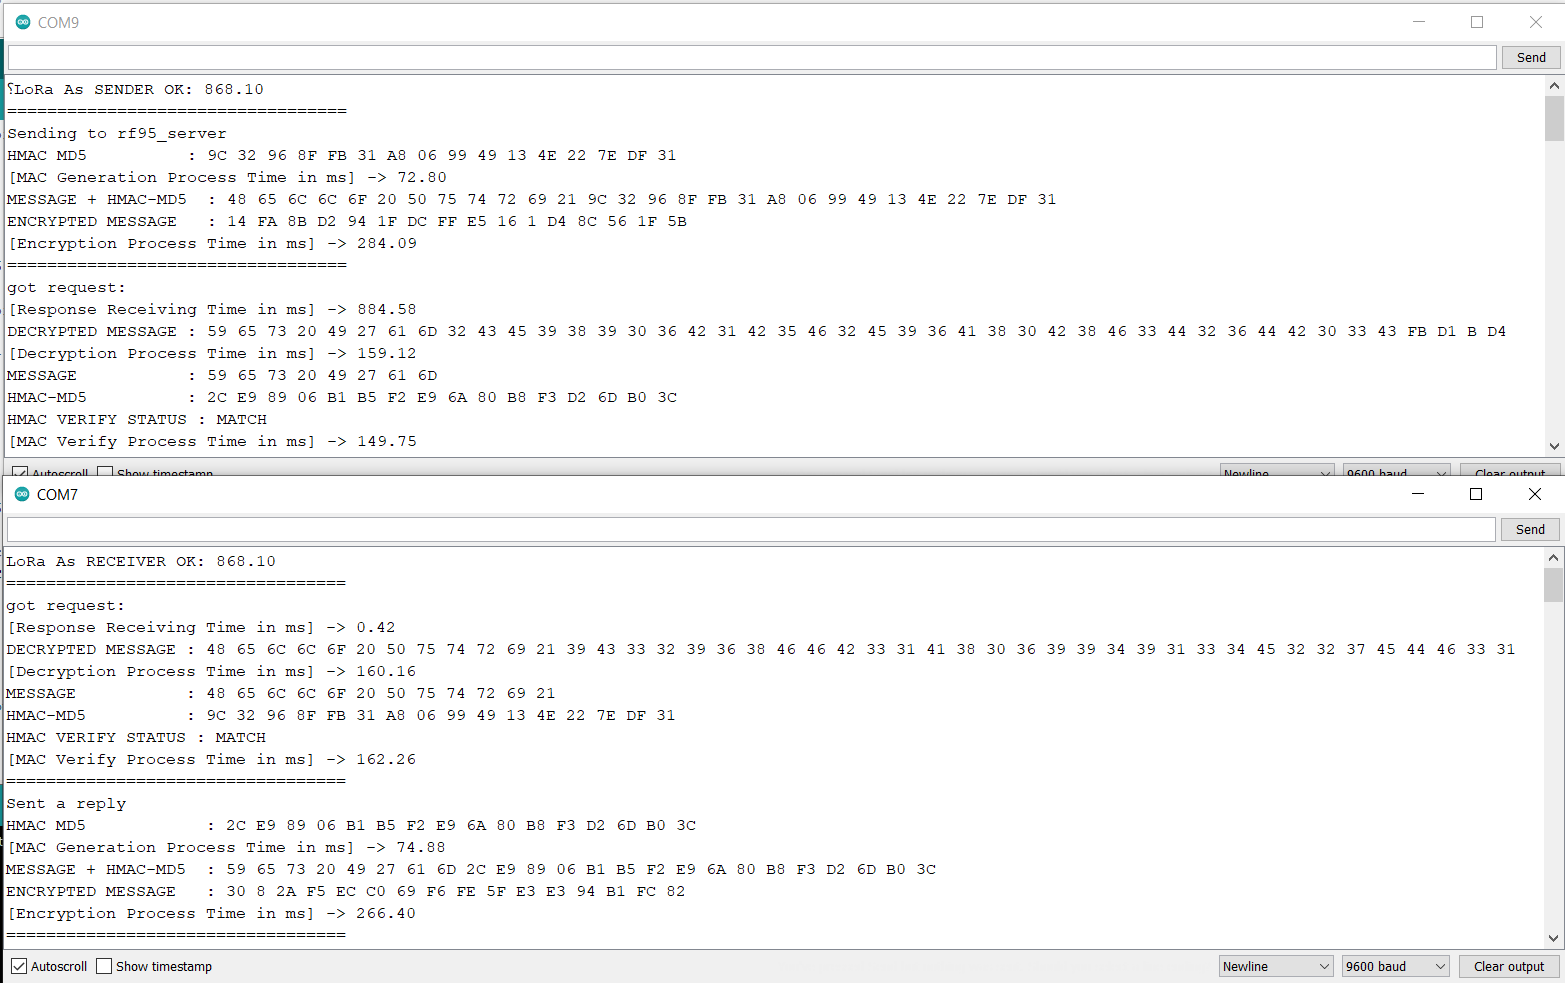 COM9
Send
⸮LoRa As SENDER OK: 868.10
==================================
Sending to rf95_server
HMAC MD5          : 9C 32 96 8F FB 31 A8 06 99 49 13 4E 22 7E DF 31
[MAC Generation Process Time in ms] -> 72.80
MESSAGE + HMAC-MD5  : 48 65 6C 6C 6F 20 50 75 74 72 69 21 9C 32 96 8F FB 31 A8 06 99 49 13 4E 22 7E DF 31
ENCRYPTED MESSAGE   : 14 FA 8B D2 94 1F DC FF E5 16 1 D4 8C 56 1F 5B
[Encryption Process Time in ms] -> 284.09
==================================
got request:
[Response Receiving Time in ms] -> 884.58
DECRYPTED MESSAGE : 59 65 73 20 49 27 61 6D 32 43 45 39 38 39 30 36 42 31 42 35 46 32 45 39 36 41 38 30 42 38 46 33 44 32 36 44 42 30 33 43 FB D1 B D4
[Decryption Process Time in ms] -> 159.12
MESSAGE           : 59 65 73 20 49 27 61 6D
HMAC-MD5          : 2C E9 89 06 B1 B5 F2 E9 6A 80 B8 F3 D2 6D B0 3C
HMAC VERIFY STATUS : MATCH
[MAC Verify Process Time in ms] -> 149.75
Autoscroll Show timestamp Newline 9600 baud Clear output
COM7
Send
LoRa As RECEIVER OK: 868.10
==================================
got request:
[Response Receiving Time in ms] -> 0.42
DECRYPTED MESSAGE : 48 65 6C 6C 6F 20 50 75 74 72 69 21 39 43 33 32 39 36 38 46 46 42 33 31 41 38 30 36 39 39 34 39 31 33 34 45 32 32 37 45 44 46 33 31
[Decryption Process Time in ms] -> 160.16
MESSAGE           : 48 65 6C 6C 6F 20 50 75 74 72 69 21
HMAC-MD5          : 9C 32 96 8F FB 31 A8 06 99 49 13 4E 22 7E DF 31
HMAC VERIFY STATUS : MATCH
[MAC Verify Process Time in ms] -> 162.26
==================================
Sent a reply
HMAC MD5            : 2C E9 89 06 B1 B5 F2 E9 6A 80 B8 F3 D2 6D B0 3C
[MAC Generation Process Time in ms] -> 74.88
MESSAGE + HMAC-MD5  : 59 65 73 20 49 27 61 6D 2C E9 89 06 B1 B5 F2 E9 6A 80 B8 F3 D2 6D B0 3C
ENCRYPTED MESSAGE   : 30 8 2A F5 EC C0 69 F6 FE 5F E3 E3 94 B1 FC 82
[Encryption Process Time in ms] -> 266.40
==================================
Autoscroll Show timestamp Newline 9600 baud Clear output